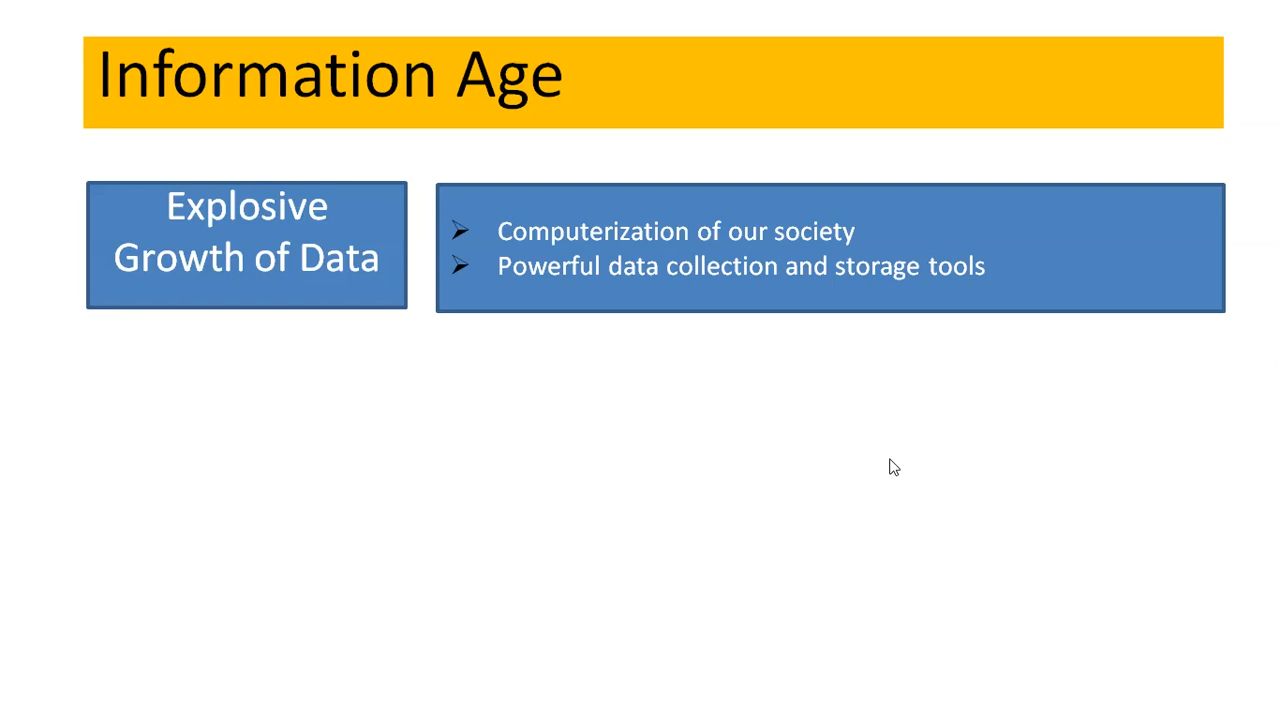 Information Age
Explosive
Growth of Data
Computerization of our society
Powerful data collection and storage tools